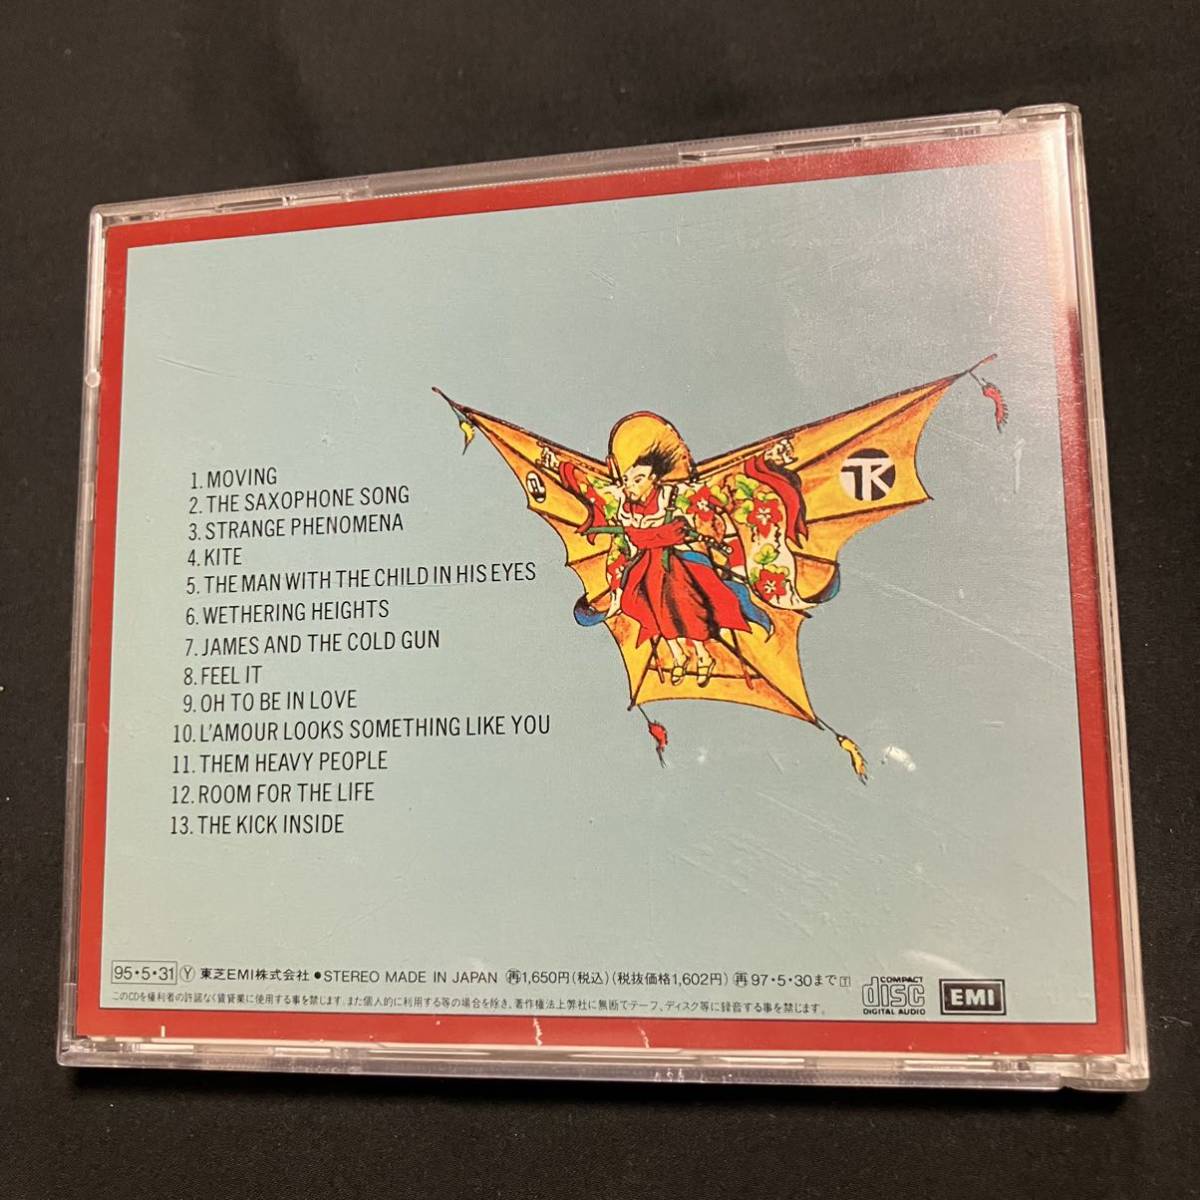 1. MOVING
2. THE SAXOPHONE SONG
3. STRANGE PHENOMENA
4. KITE
5. THE MAN WITH THE CHILD IN HIS EYES
6. WETHERING HEIGHTS
7. JAMES AND THE COLD GUN
8. FEEL IT
9. OH TO BE IN LOVE
10. L'AMOUR LOOKS SOMETHING LIKE YOU
11. THEM HEAVY PEOPLE
12. ROOM FOR THE LIFE
13. THE KICK INSIDE
TK
95・5・31 Ⓨ 東芝EMI株式会社 ●STEREO MADE IN JAPAN 再1,650円(税込)(税抜価格1,602円) 再97・5・30まで T
このCDを権利者の許諾なく賃貸業に使用する事を禁じます。また個人的に利用する等の場合を除き、著作権法上弊社に無断でテープ、ディスク等に録音する事を禁じます。
COMPACT
disc
DIGITAL AUDIO
EMI